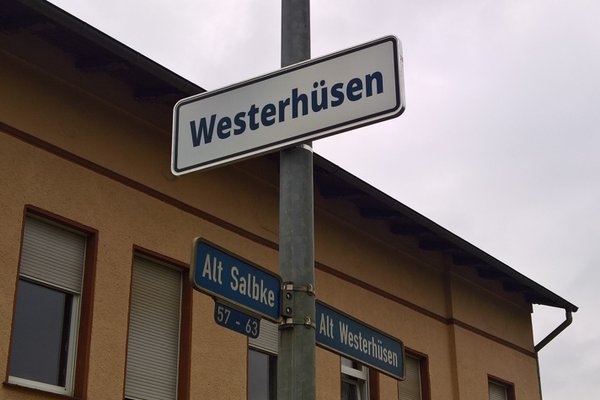 Westerhüsen
Alt Salbke
57 - 63
Alt Westerhüsen